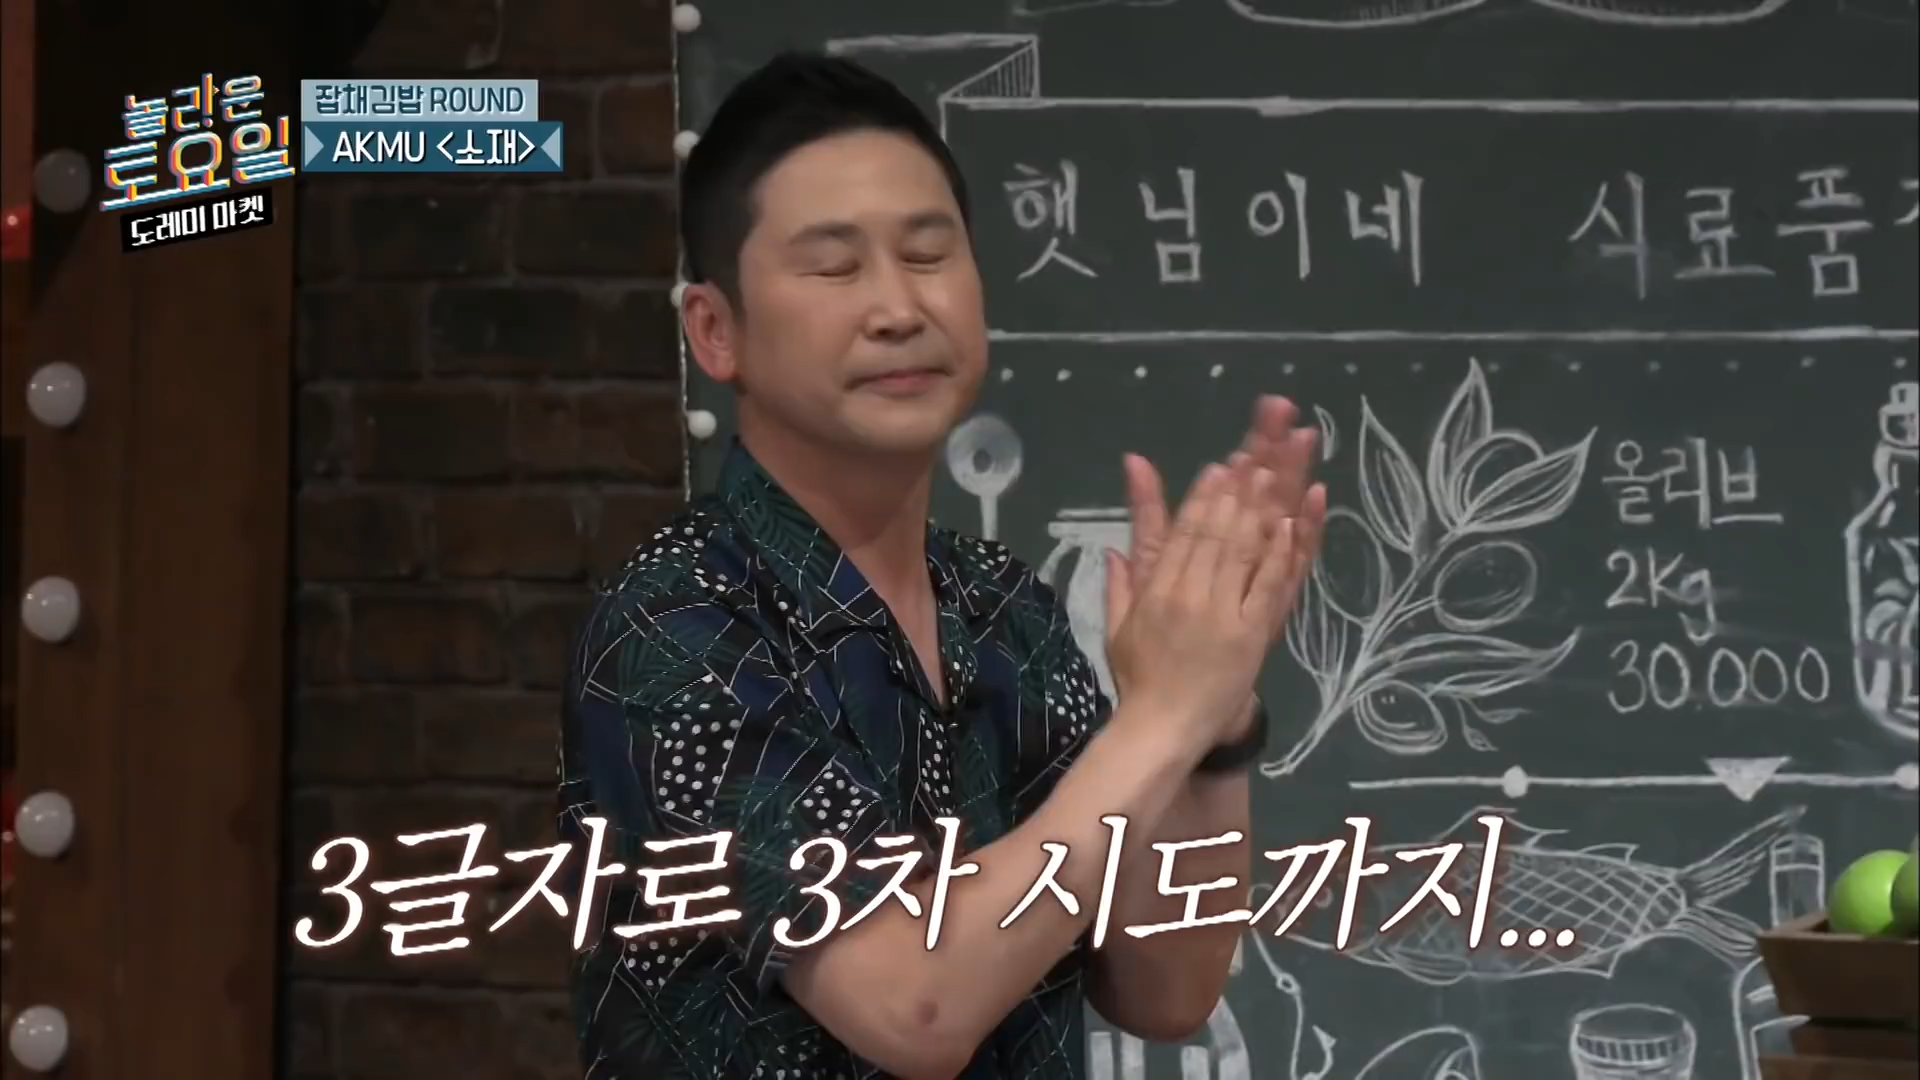 놀라운
토요일
도레미 마켓
잡채김밥 ROUND
AKMU <소재>
햇님이네 식료품
올리브
2Kg
30.000
3글자로 3차 시도까지...